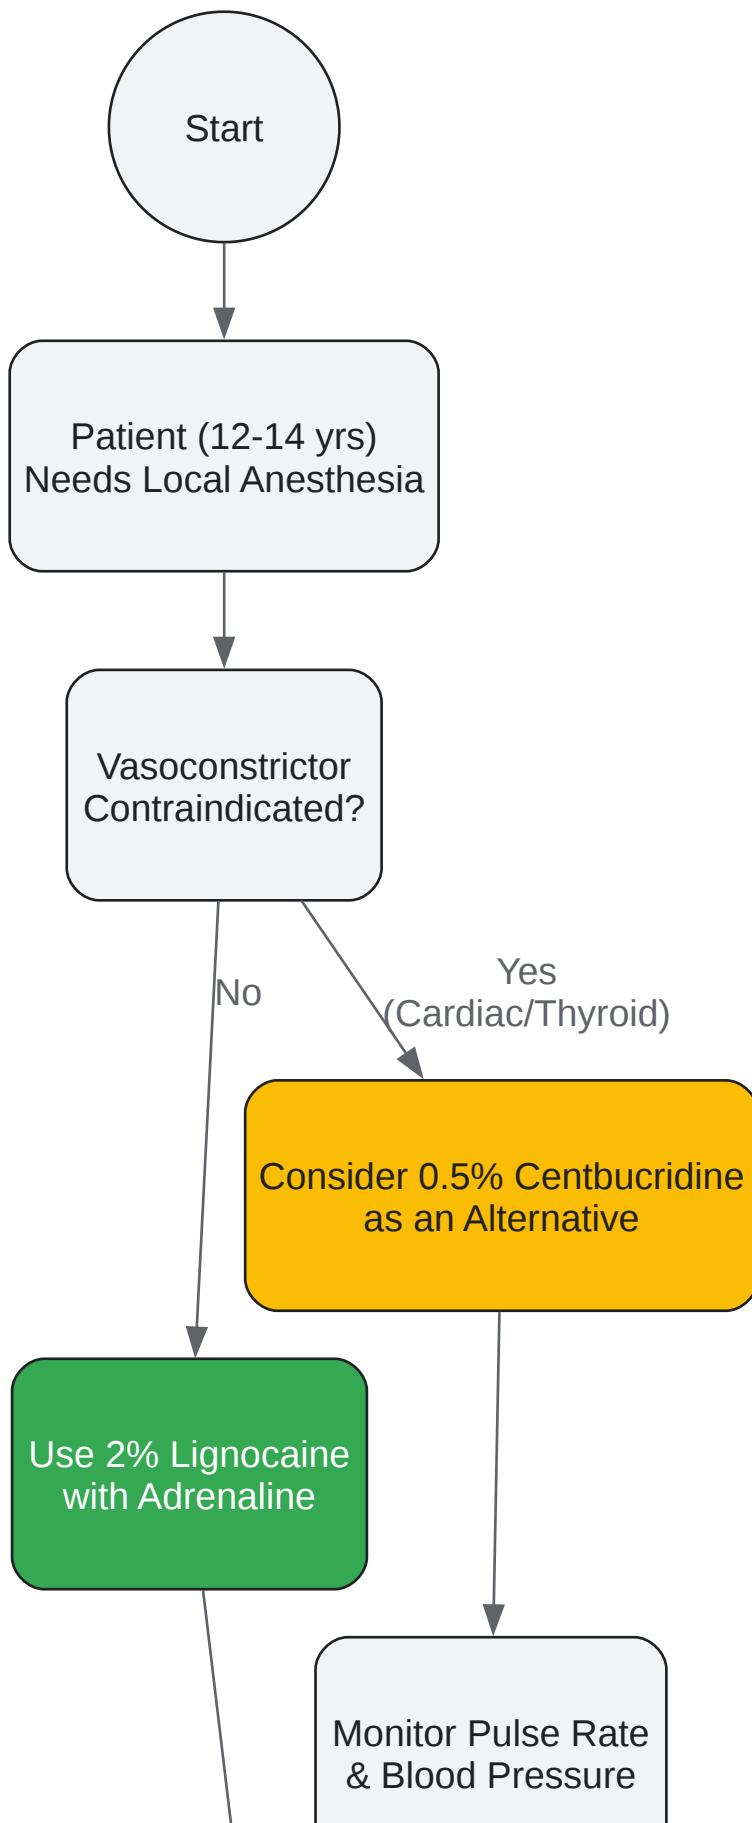 Start
Patient (12-14 yrs)
Needs Local Anesthesia
Vasoconstrictor
Contraindicated?
No
Yes
(Cardiac/Thyroid)
Consider 0.5% Centbucridine
as an Alternative
Use 2% Lignocaine
with Adrenaline
Monitor Pulse Rate
& Blood Pressure